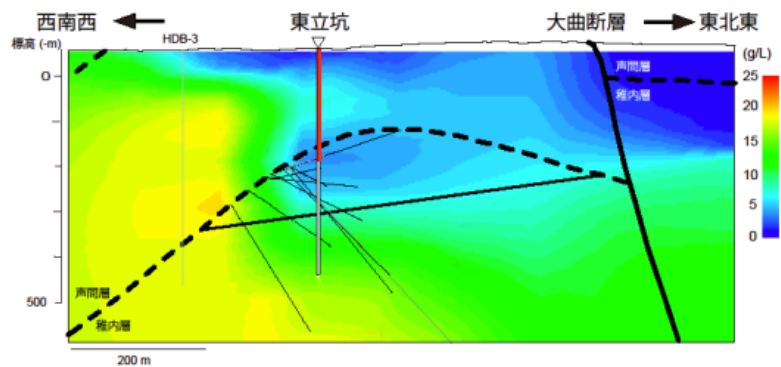 西南西 東立坑 大曲断層 東北東
標高 (-m) HDB-3 (g/L)
声問層
稚内層
0
25
20
15
10
5
0
500
声問層
稚内層
200 m